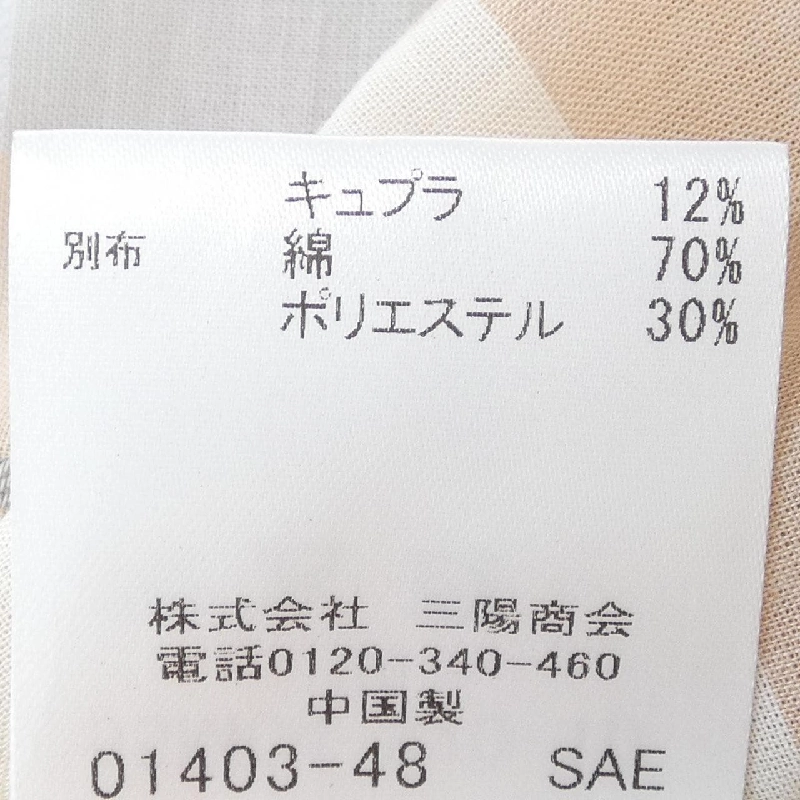 キュプラ 12%
別布 綿 70%
ポリエステル 30%
株式会社 三陽商会
電話0120-340-460
中国製
01403-48 SAE